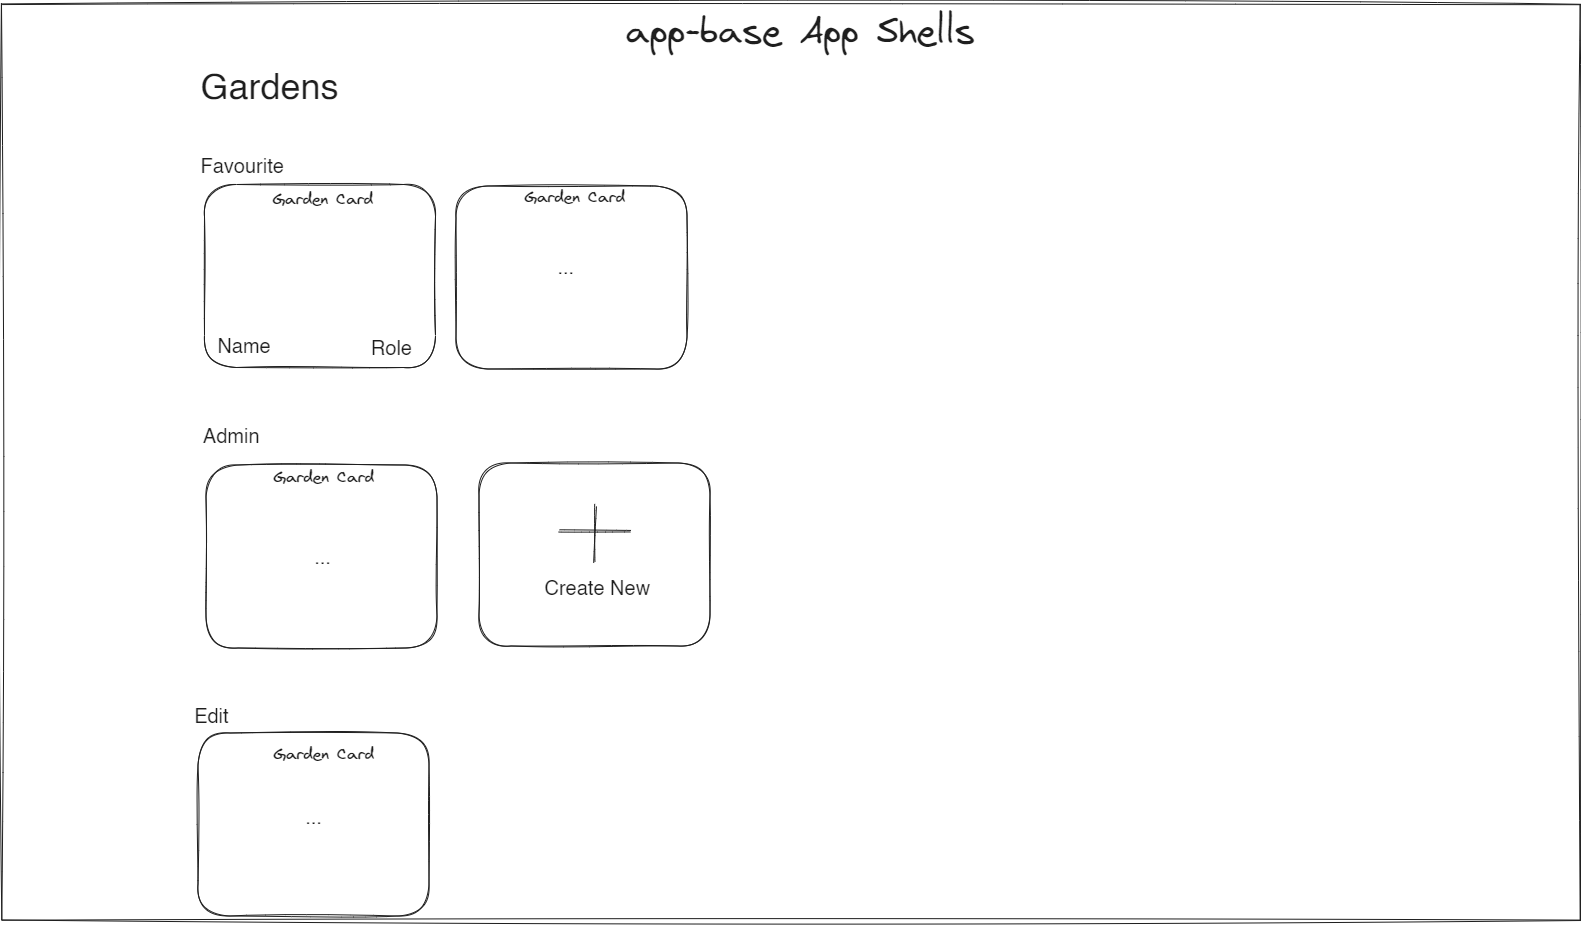 app-base App Shells
Gardens
Favourite
Garden Card
Name Role
Garden Card
...
Admin
Garden Card
...
Create New
Edit
Garden Card
...